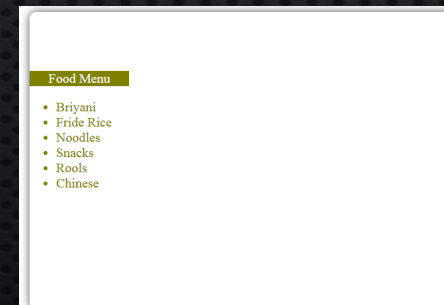 Food Menu
Briyani
Fride Rice
Noodles
Snacks
Rools
Chinese